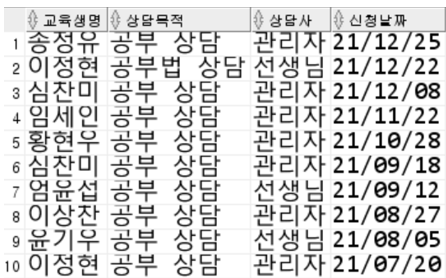 교육생명 상담목적 상담사 신청날짜
1 송정유 공부 상담 관리자 21/12/25
2 이정현 공부법 상담 선생님 21/12/22
3 심찬미 공부 상담 관리자 21/12/08
4 임세인 공부 상담 관리자 21/11/22
5 황현우 공부 상담 관리자 21/10/28
6 심찬미 공부 상담 관리자 21/09/18
7 엄윤섭 공부 상담 선생님 21/09/12
8 이상찬 공부 상담 관리자 21/08/27
9 윤기우 공부 상담 선생님 21/08/05
10 이정현 공부 상담 관리자 21/07/20